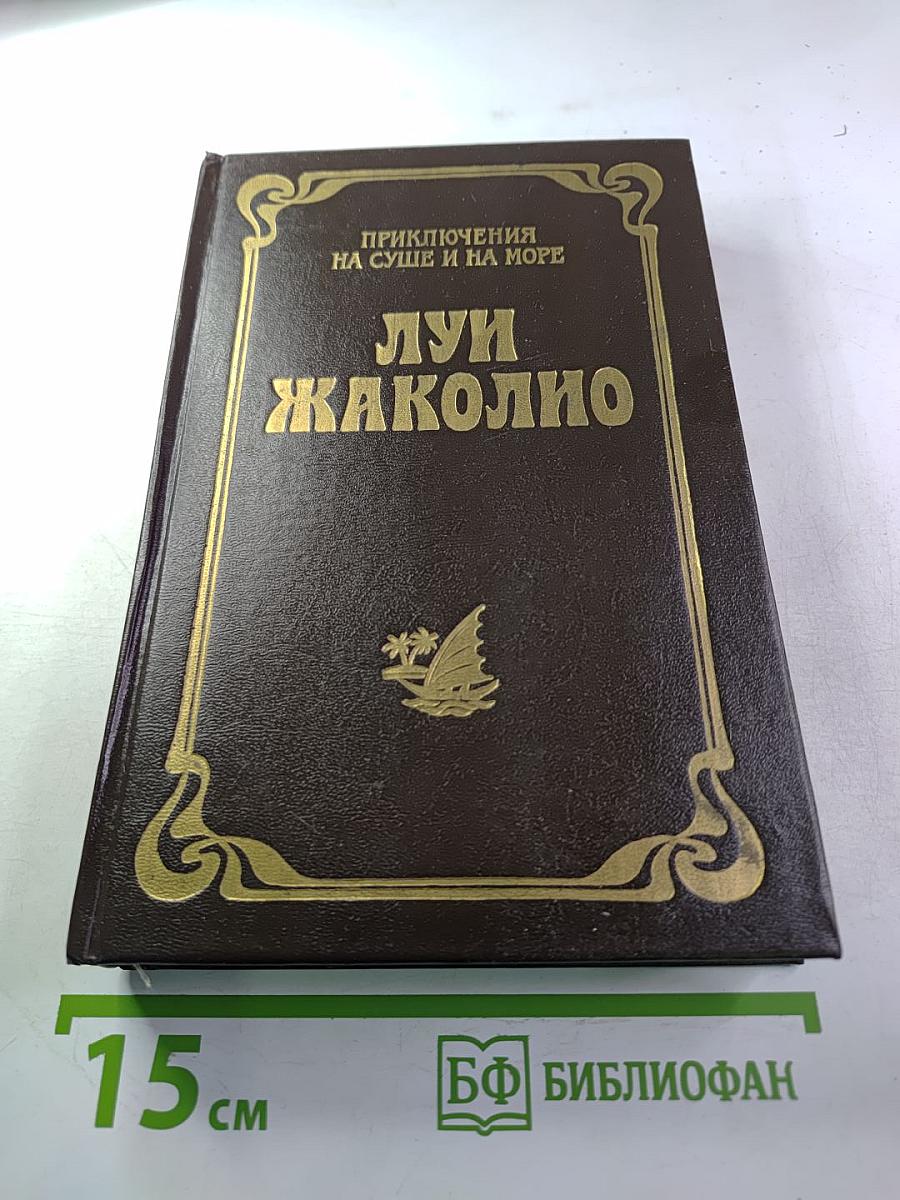 ПРИКЛЮЧЕНИЯ
НА СУШЕ И НА МОРЕ
ЛУИ
ЖАКОЛИО
15 см
БФ БИБЛИОФАН